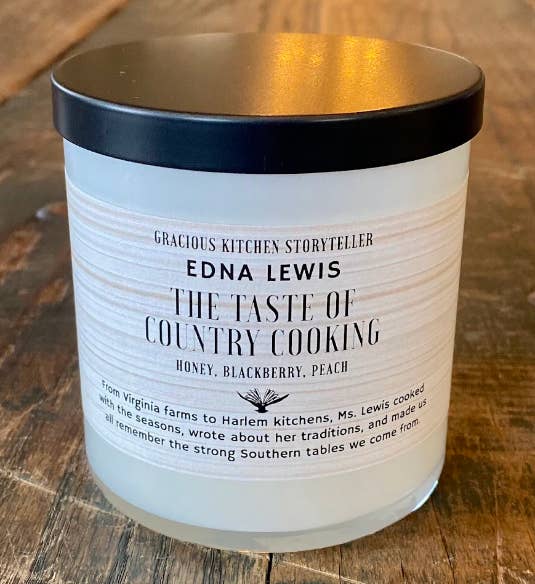 GRACIOUS KITCHEN STORYTELLER
EDNA LEWIS
THE TASTE OF
COUNTRY COOKING
HONEY, BLACKBERRY, PEACH
From Virginia farms to Harlem kitchens, Ms. Lewis cooked
with the seasons, wrote about her traditions, and made us
all remember the strong Southern tables we come from.